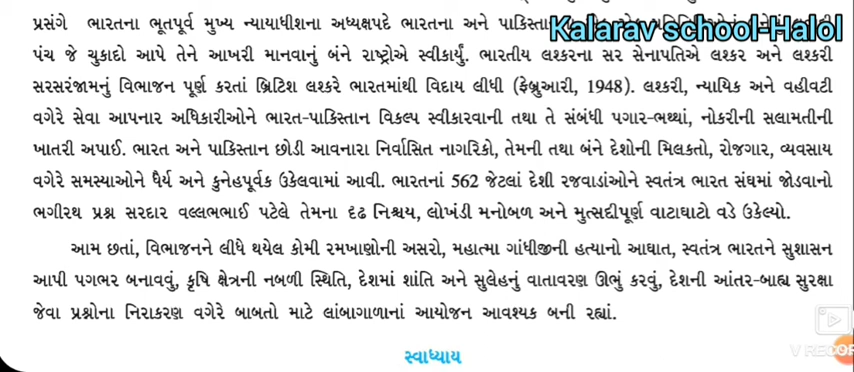 Kalarav school-Halol
પ્રસંગે ભારતના ભૂતપૂર્વ મુખ્ય ન્યાયાધીશના અધ્યક્ષપદે ભારતના અને પાકિસ્તાન
પંચ જે ચુકાદો આપે તેને આખરી માનવાનું બંને રાષ્ટ્રોએ સ્વીકાર્યું. ભારતીય લશ્કરના સર સેનાપતિએ લશ્કર અને લશ્કરી
સરસરંજામનું વિભાજન પૂર્ણ કરતાં બ્રિટિશ લશ્કરે ભારતમાંથી વિદાય લીધી (ફેબ્રુઆરી, 1948). લશ્કરી, ન્યાયિક અને વહીવટી
વગેરે સેવા આપનાર અધિકારીઓને ભારત-પાકિસ્તાન વિકલ્પ સ્વીકારવાની તથા તે સંબંધી પગાર-ભથ્થાં, નોકરીની સલામતીની
ખાતરી અપાઈ. ભારત અને પાકિસ્તાન છોડી આવનારા નિર્વાસિત નાગરિકો, તેમની તથા બંને દેશોની મિલકતો, રોજગાર, વ્યવસાય
વગેરે સમસ્યાઓને ધૈર્ય અને કુનેહપૂર્વક ઉકેલવામાં આવી. ભારતનાં 562 જેટલાં દેશી રજવાડાંઓને સ્વતંત્ર ભારત સંઘમાં જોડવાનો
ભગીરથ પ્રશ્ન સરદાર વલ્લભભાઈ પટેલે તેમના દૃઢ નિશ્ચય, લોખંડી મનોબળ અને મુત્સદ્દીપૂર્ણ વાટાઘાટો વડે ઉકેલ્યો.
આમ છતાં, વિભાજનને લીધે થયેલ કોમી રમખાણોની અસરો, મહાત્મા ગાંધીજીની હત્યાનો આઘાત, સ્વતંત્ર ભારતને સુશાસન
આપી પગભર બનાવવું, કૃષિ ક્ષેત્રની નબળી સ્થિતિ, દેશમાં શાંતિ અને સુલેહનું વાતાવરણ ઊભું કરવું, દેશની આંતર-બાહ્ય સુરક્ષા
જેવા પ્રશ્નોના નિરાકરણ વગેરે બાબતો માટે લાંબાગાળાનાં આયોજન આવશ્યક બની રહ્યાં.
V RECOR
સ્વાધ્યાય